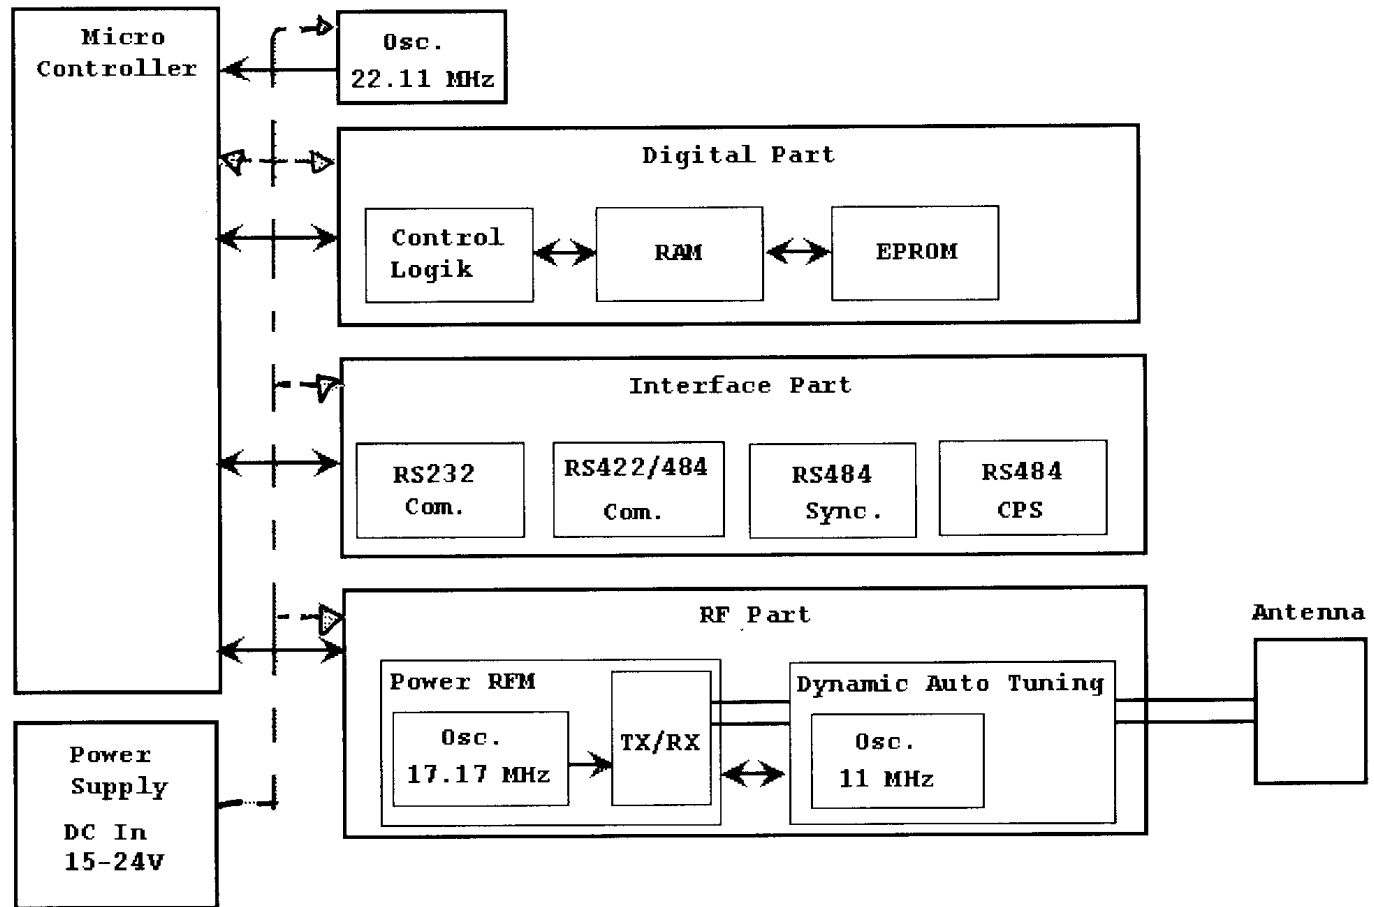 Micro
Controller
Osc.
22.11 MHz
Digital Part
Control
Logik
RAM
EPROM
Interface Part
RS232
Com.
RS422/484
Com.
RS484
Sync.
RS484
CPS
RF Part
Antenna
Power RFM
Osc.
17.17 MHz
TX/RX
Dynamic Auto Tuning
Osc.
11 MHz
Power
Supply
DC In
15-24V